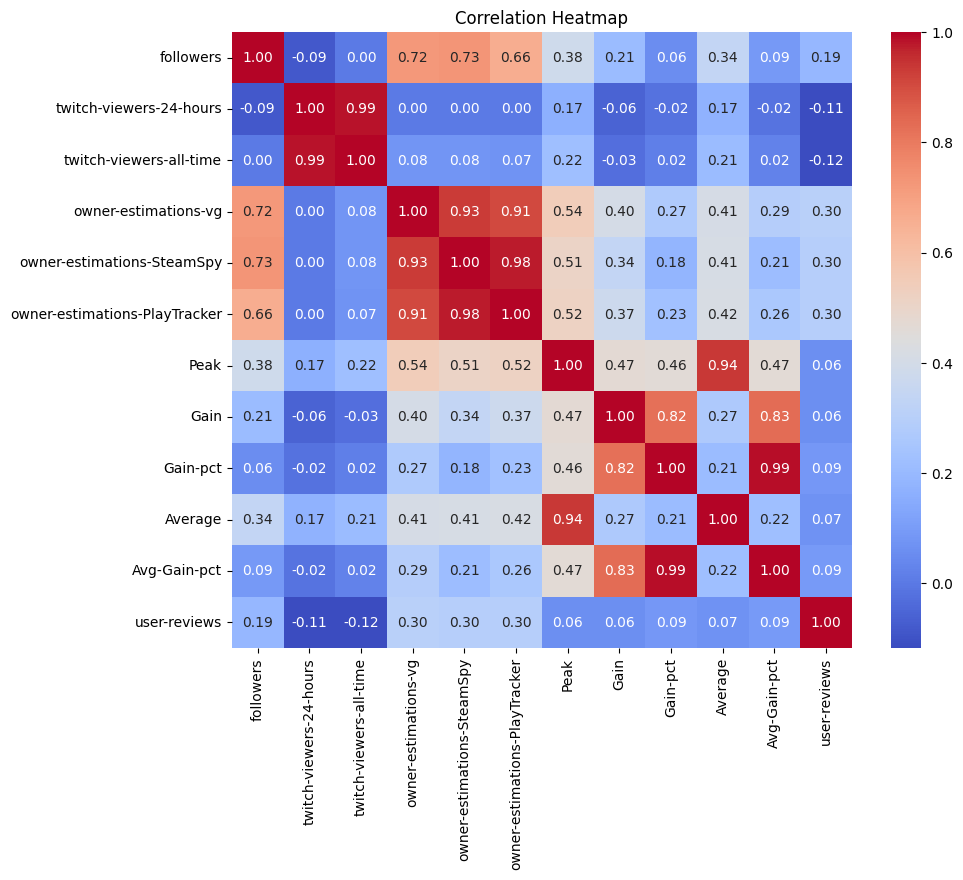 Correlation Heatmap
followers 1.00 -0.09 0.00 0.72 0.73 0.66 0.38 0.21 0.06 0.34 0.09 0.19
twitch-viewers-24-hours -0.09 1.00 0.99 0.00 0.00 0.00 0.17 -0.06 -0.02 0.17 -0.02 -0.11
twitch-viewers-all-time 0.00 0.99 1.00 0.08 0.08 0.07 0.22 -0.03 0.02 0.21 0.02 -0.12
owner-estimations-vg 0.72 0.00 0.08 1.00 0.93 0.91 0.54 0.40 0.27 0.41 0.29 0.30
owner-estimations-SteamSpy 0.73 0.00 0.08 0.93 1.00 0.98 0.51 0.34 0.18 0.41 0.21 0.30
owner-estimations-PlayTracker 0.66 0.00 0.07 0.91 0.98 1.00 0.52 0.37 0.23 0.42 0.26 0.30
Peak 0.38 0.17 0.22 0.54 0.51 0.52 1.00 0.47 0.46 0.94 0.47 0.06
Gain 0.21 -0.06 -0.03 0.40 0.34 0.37 0.47 1.00 0.82 0.27 0.83 0.06
Gain-pct 0.06 -0.02 0.02 0.27 0.18 0.23 0.46 0.82 1.00 0.21 0.99 0.09
Average 0.34 0.17 0.21 0.41 0.41 0.42 0.94 0.27 0.21 1.00 0.22 0.07
Avg-Gain-pct 0.09 -0.02 0.02 0.29 0.21 0.26 0.47 0.83 0.99 0.22 1.00 0.09
user-reviews 0.19 -0.11 -0.12 0.30 0.30 0.30 0.06 0.06 0.09 0.07 0.09 1.00
followers
twitch-viewers-24-hours
twitch-viewers-all-time
owner-estimations-vg
owner-estimations-SteamSpy
owner-estimations-PlayTracker
Peak
Gain
Gain-pct
Average
Avg-Gain-pct
user-reviews
1.0
0.8
0.6
0.4
0.2
0.0